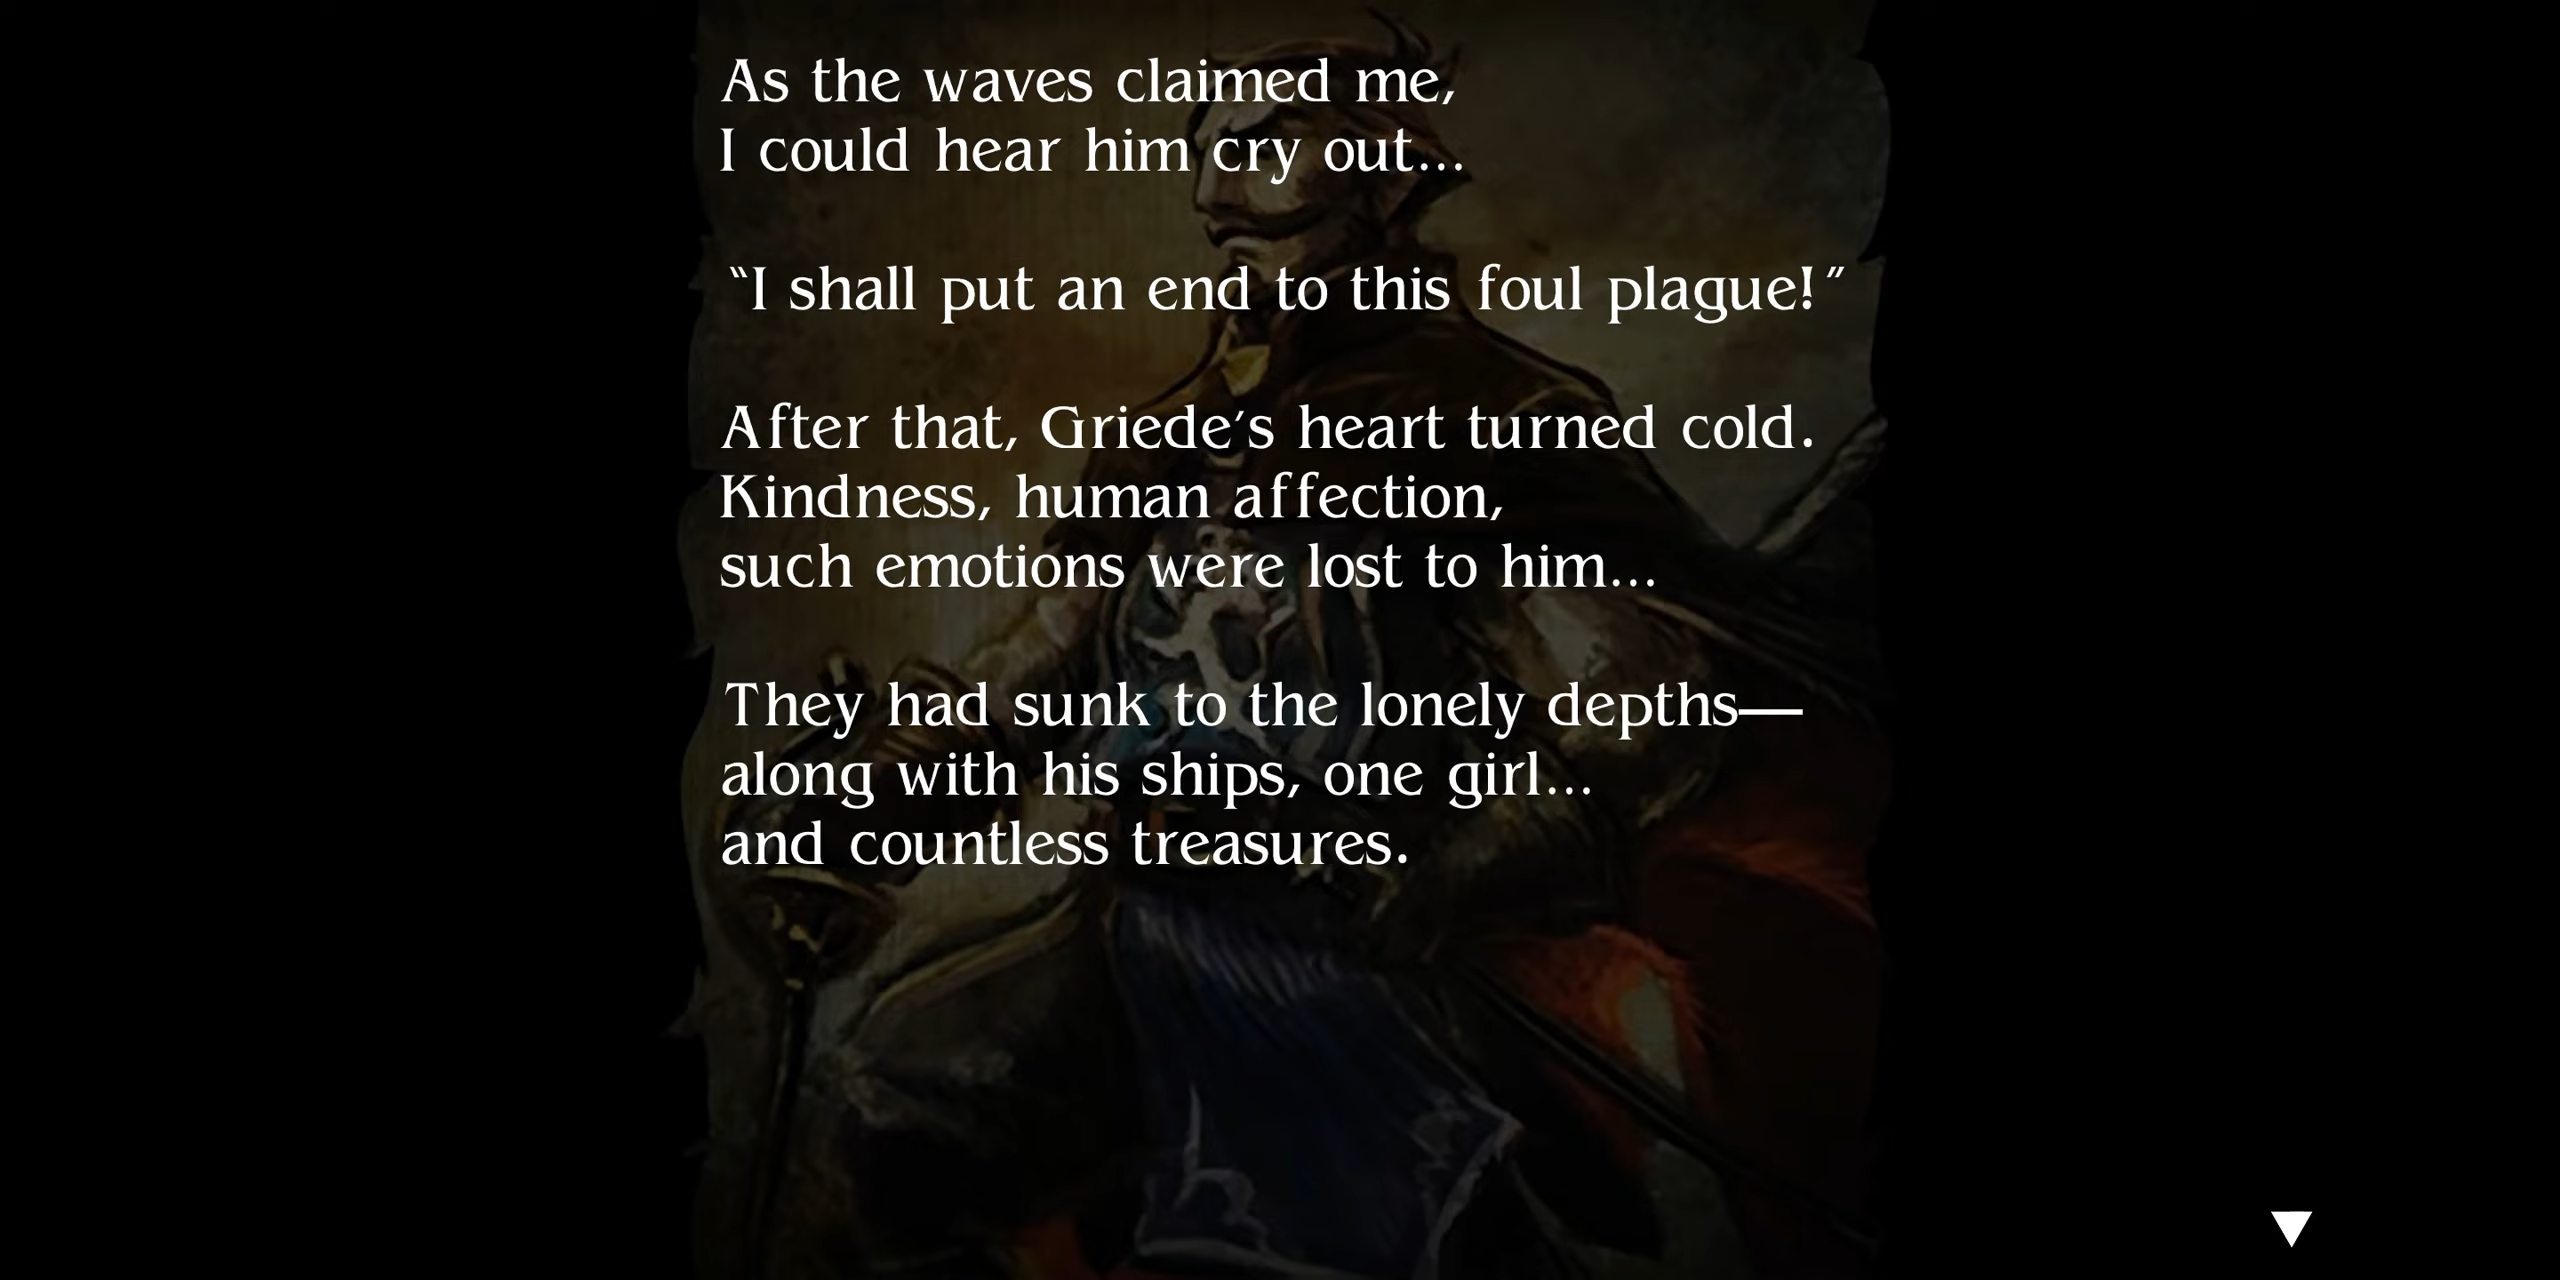 As the waves claimed me,
I could hear him cry out...
“I shall put an end to this foul plague!”
After that, Griede's heart turned cold.
Kindness, human affection,
such emotions were lost to him...
They had sunk to the lonely depths—
along with his ships, one girl...
and countless treasures.